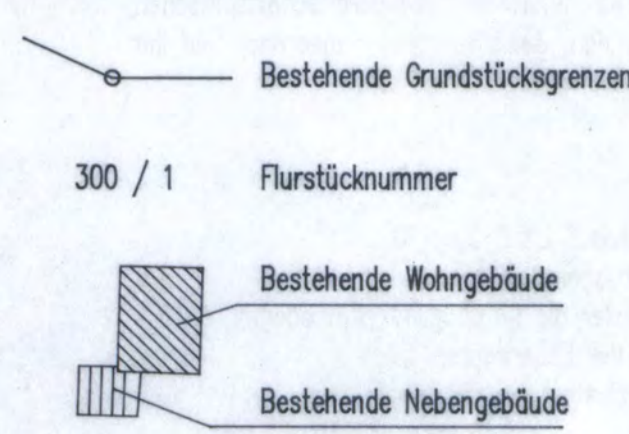 Bestehende Grundstücksgrenzen
300 / 1 Flurstücknummer
Bestehende Wohngebäude
Bestehende Nebengebäude